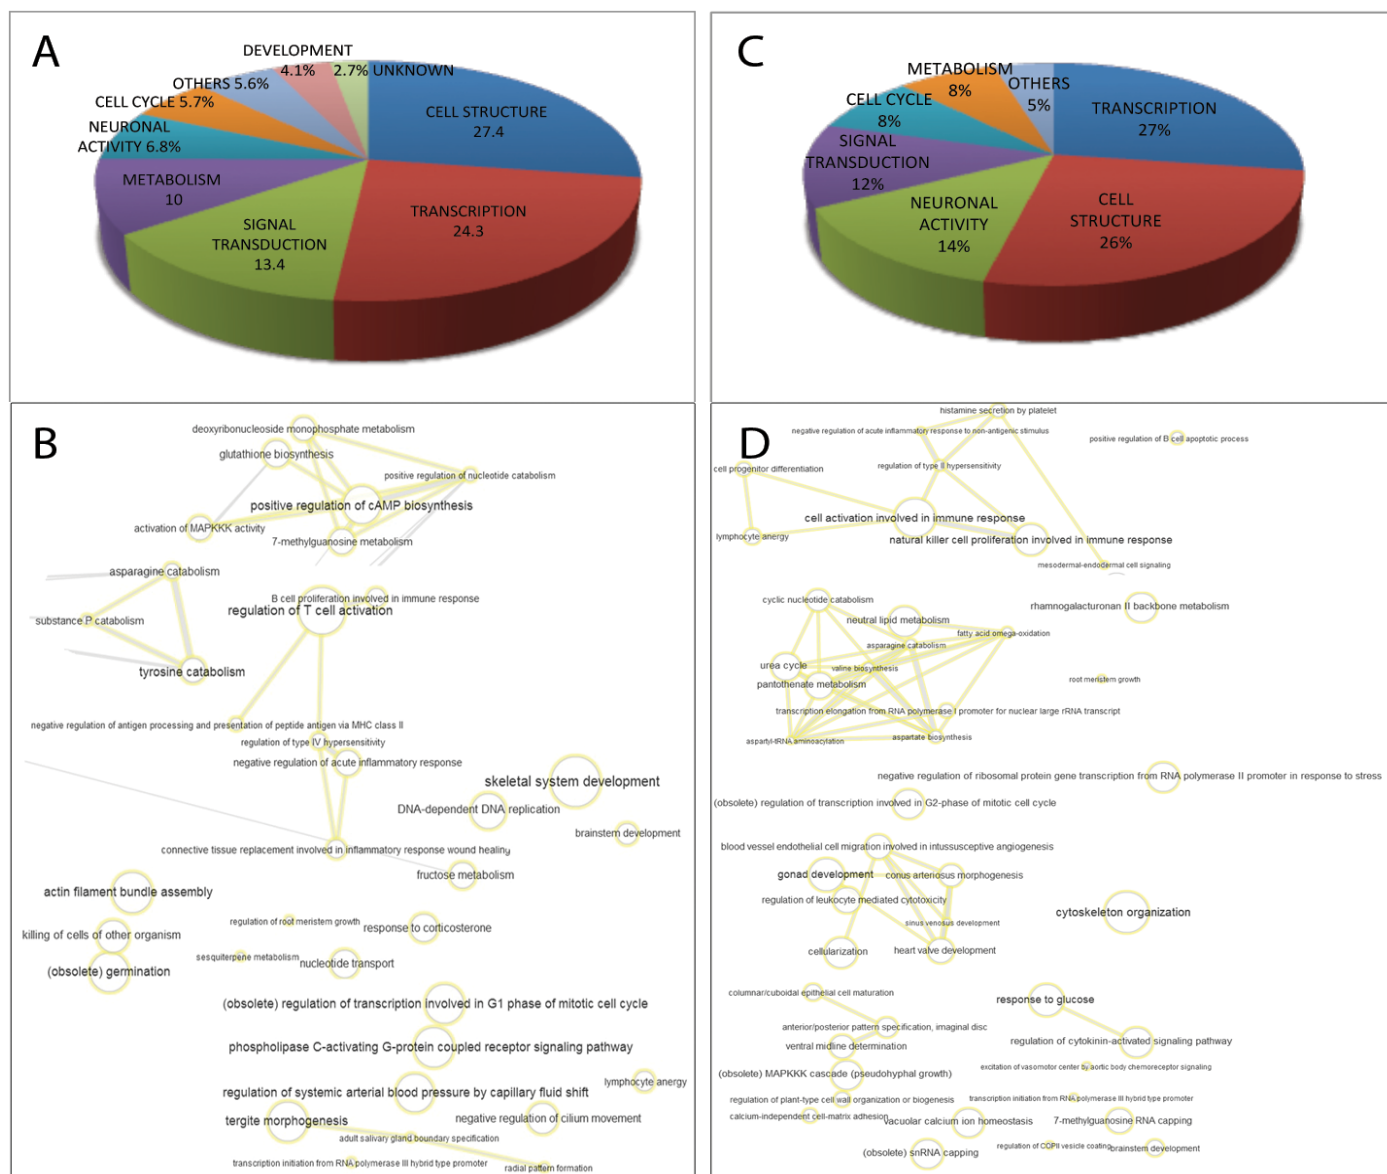 A
DEVELOPMENT
4.1%
2.7% UNKNOWN
OTHERS 5.6%
CELL CYCLE 5.7%
NEURONAL
ACTIVITY 6.8%
METABOLISM
10
SIGNAL
TRANSDUCTION
13.4
CELL STRUCTURE
27.4
TRANSCRIPTION
24.3
C
METABOLISM
8%
OTHERS
5%
CELL CYCLE
8%
SIGNAL
TRANSDUCTION
12%
NEURONAL
ACTIVITY
14%
TRANSCRIPTION
27%
CELL
STRUCTURE
26%
B
deoxyribonucleoside monophosphate metabolism
glutathione biosynthesis
positive regulation of nucleotide catabolism
positive regulation of cAMP biosynthesis
activation of MAPKKK activity
7-methylguanosine metabolism
asparagine catabolism
B cell proliferation involved in immune response
regulation of T cell activation
substance P catabolism
tyrosine catabolism
negative regulation of antigen processing and presentation of peptide antigen via MHC class II
regulation of type IV hypersensitivity
negative regulation of acute inflammatory response
skeletal system development
DNA-dependent DNA replication
brainstem development
connective tissue replacement involved in inflammatory response wound healing
fructose metabolism
actin filament bundle assembly
regulation of root meristem growth
response to corticosterone
killing of cells of other organism
sesquiterpene metabolism
nucleotide transport
(obsolete) germination
(obsolete) regulation of transcription involved in G1 phase of mitotic cell cycle
phospholipase C-activating G-protein coupled receptor signaling pathway
lymphocyte anergy
regulation of systemic arterial blood pressure by capillary fluid shift
tergite morphogenesis
negative regulation of cilium movement
adult salivary gland boundary specification
transcription initiation from RNA polymerase III hybrid type promoter
radial pattern formation
D
histamine secretion by platelet
negative regulation of acute inflammatory response to non-antigenic stimulus
positive regulation of B cell apoptotic process
cell progenitor differentiation
regulation of type II hypersensitivity
cell activation involved in immune response
lymphocyte anergy
natural killer cell proliferation involved in immune response
mesodermal-endodermal cell signaling
cyclic nucleotide catabolism
rhamnogalacturonan II backbone metabolism
neutral lipid metabolism
fatty acid omega-oxidation
asparagine catabolism
urea cycle
valine biosynthesis
pantothenate metabolism
root meristem growth
transcription elongation from RNA polymerase I promoter for nuclear large rRNA transcript
aspartyl-tRNA aminoacylation
aspartate biosynthesis
negative regulation of ribosomal protein gene transcription from RNA polymerase II promoter in response to stress
(obsolete) regulation of transcription involved in G2-phase of mitotic cell cycle
blood vessel endothelial cell migration involved in intussusceptive angiogenesis
gonad development
conus arteriosus morphogenesis
regulation of leukocyte mediated cytotoxicity
cytoskeleton organization
sinus venosus development
cellularization
heart valve development
columnar/cuboidal epithelial cell maturation
response to glucose
anterior/posterior pattern specification, imaginal disc
ventral midline determination
regulation of cytokinin-activated signaling pathway
excitation of vasomotor center by aortic body chemoreceptor signaling
(obsolete) MAPKKK cascade (pseudohyphal growth)
regulation of plant-type cell wall organization or biogenesis
transcription initiation from RNA polymerase III hybrid type promoter
calcium-independent cell-matrix adhesion
vacuolar calcium ion homeostasis
7-methylguanosine RNA capping
(obsolete) snRNA capping
regulation of COPII vesicle coating
brainstem development